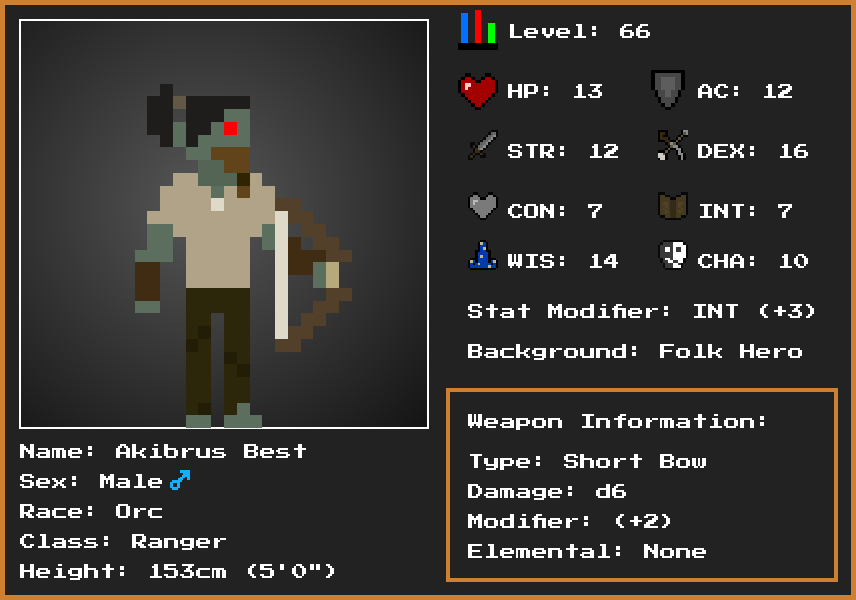 Level: 66
HP: 13
AC: 12
STR: 12
DEX: 16
CON: 7
INT: 7
WIS: 14
CHA: 10
Stat Modifier: INT (+3)
Background: Folk Hero
Weapon Information:
Type: Short Bow
Damage: d6
Modifier: (+2)
Elemental: None
Name: Akibrus Best
Sex: Male♂
Race: Orc
Class: Ranger
Height: 153cm (5'0")